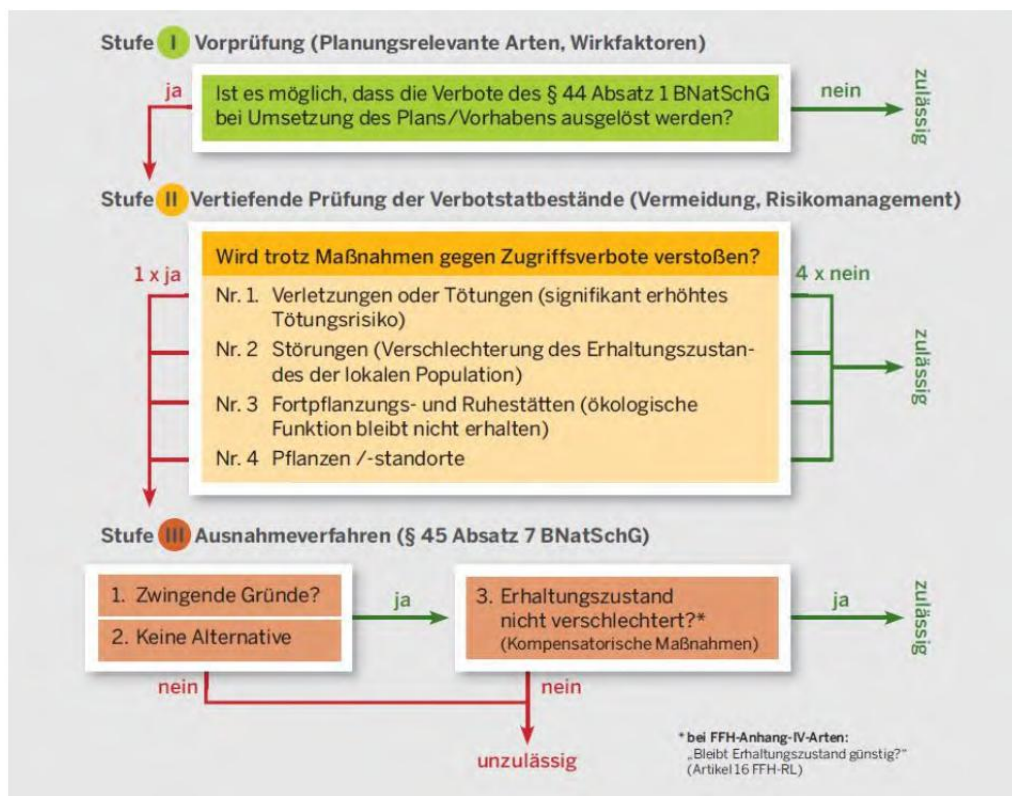 Stufe I Vorprüfung (Planungsrelevante Arten, Wirkfaktoren)
ja
Ist es möglich, dass die Verbote des § 44 Absatz 1 BNatSchG
bei Umsetzung des Plans/Vorhabens ausgelöst werden?
nein
zulässig
Stufe II Vertiefende Prüfung der Verbotstatbestände (Vermeidung, Risikomanagement)
1 x ja
Wird trotz Maßnahmen gegen Zugriffsverbote verstoßen?
4 x nein
Nr. 1. Verletzungen oder Tötungen (signifikant erhöhtes
Tötungsrisiko)
Nr. 2 Störungen (Verschlechterung des Erhaltungszustan-
des der lokalen Population)
Nr. 3 Fortpflanzungs- und Ruhestätten (ökologische
Funktion bleibt nicht erhalten)
Nr. 4 Pflanzen /-standorte
zulässig
Stufe III Ausnahmeverfahren (§ 45 Absatz 7 BNatSchG)
1. Zwingende Gründe?
2. Keine Alternative
ja
3. Erhaltungszustand
nicht verschlechtert?*
(Kompensatorische Maßnahmen)
ja
zulässig
nein
nein
unzulässig
* bei FFH-Anhang-IV-Arten:
„Bleibt Erhaltungszustand günstig?"
(Artikel 16 FFH-RL)